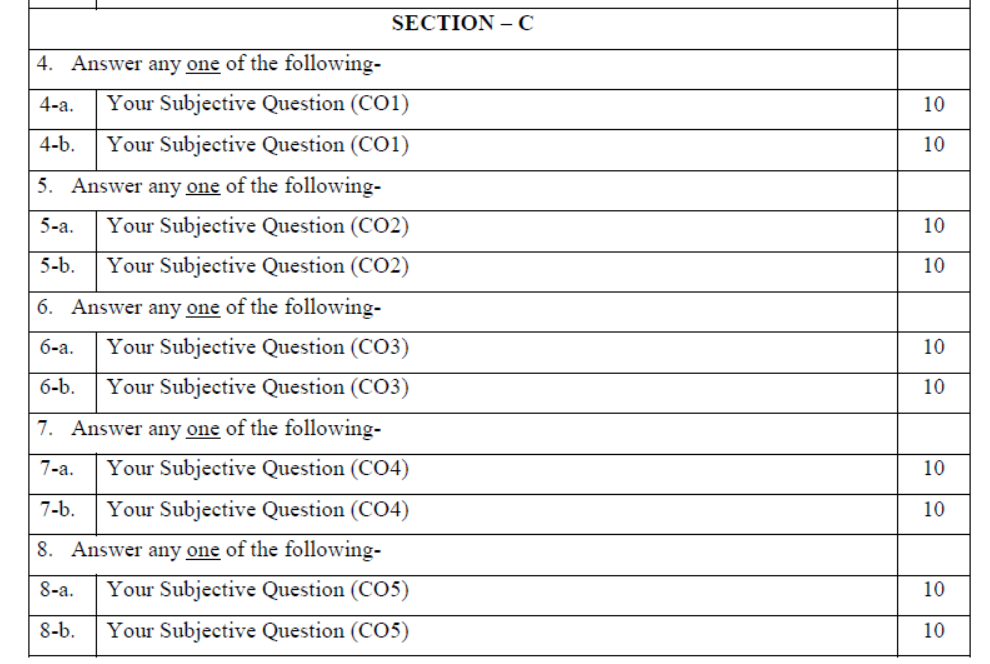 SECTION – C
4. Answer any one of the following-
4-a. Your Subjective Question (CO1) 10
4-b. Your Subjective Question (CO1) 10
5. Answer any one of the following-
5-a. Your Subjective Question (CO2) 10
5-b. Your Subjective Question (CO2) 10
6. Answer any one of the following-
6-a. Your Subjective Question (CO3) 10
6-b. Your Subjective Question (CO3) 10
7. Answer any one of the following-
7-a. Your Subjective Question (CO4) 10
7-b. Your Subjective Question (CO4) 10
8. Answer any one of the following-
8-a. Your Subjective Question (CO5) 10
8-b. Your Subjective Question (CO5) 10